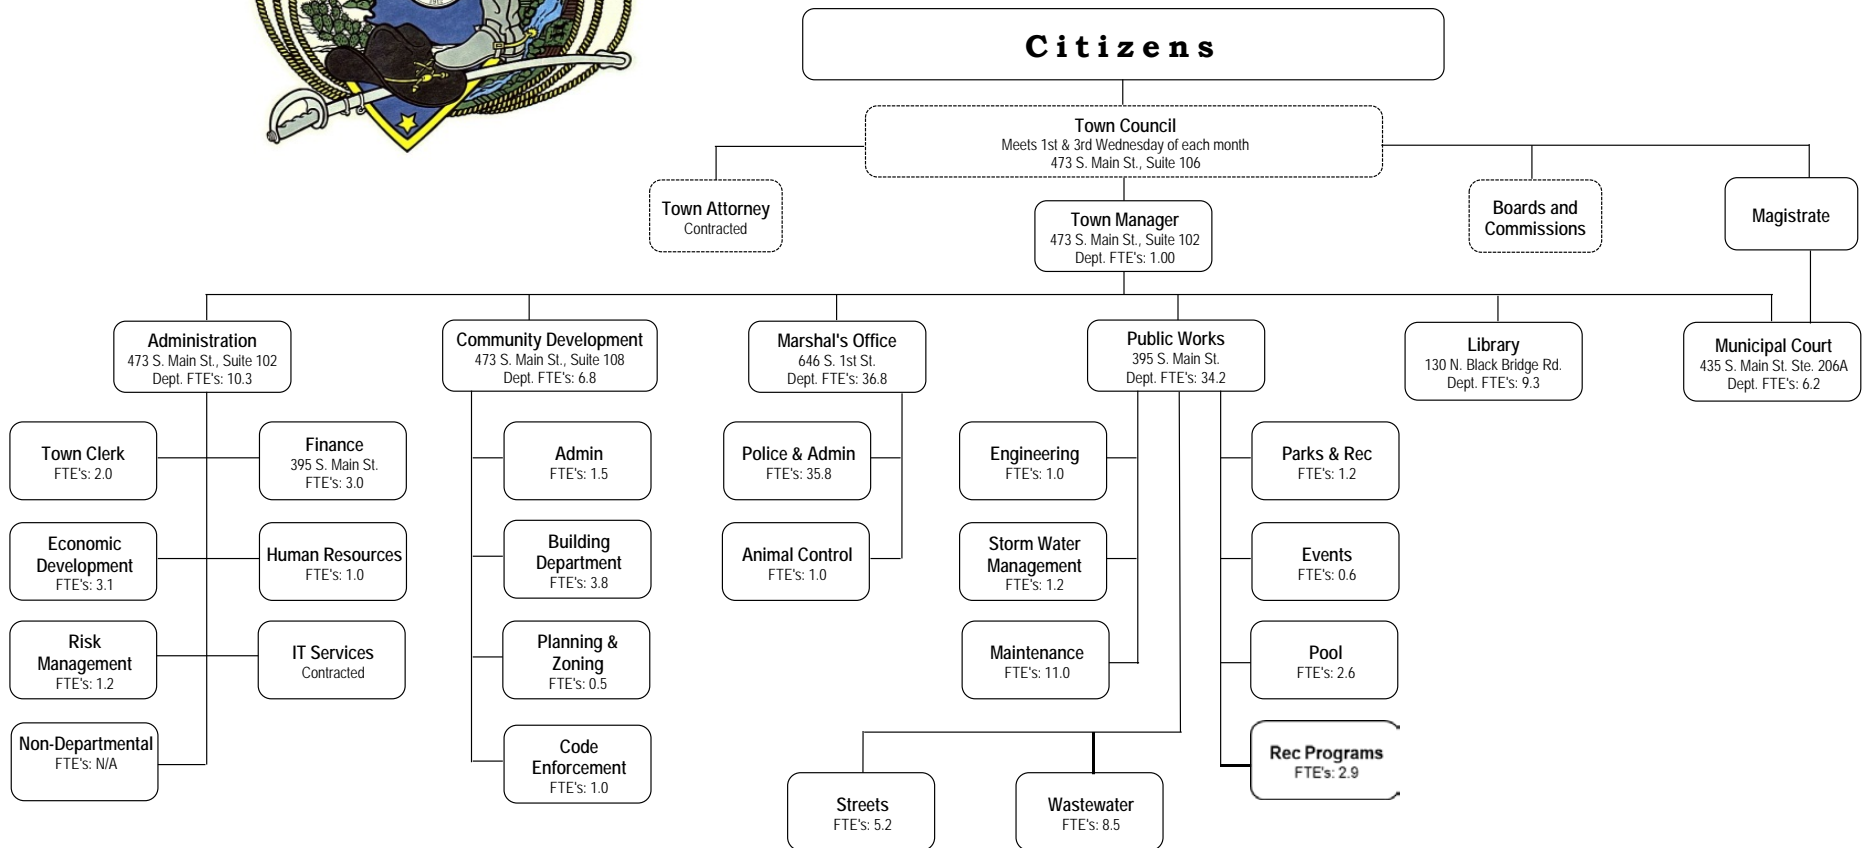 Citizens
Town Council
Meets 1st & 3rd Wednesday of each month
473 S. Main St., Suite 106
Town Attorney
Contracted
Town Manager
473 S. Main St., Suite 102
Dept. FTE's: 1.00
Boards and
Commissions
Magistrate
Administration
473 S. Main St., Suite 102
Dept. FTE's: 10.3
Community Development
473 S. Main St., Suite 108
Dept. FTE's: 6.8
Marshal's Office
646 S. 1st St.
Dept. FTE's: 36.8
Public Works
395 S. Main St.
Dept. FTE's: 34.2
Library
130 N. Black Bridge Rd.
Dept. FTE's: 9.3
Municipal Court
435 S. Main St. Ste. 206A
Dept. FTE's: 6.2
Town Clerk
FTE's: 2.0
Finance
395 S. Main St.
FTE's: 3.0
Economic
Development
FTE's: 3.1
Human Resources
FTE's: 1.0
Risk
Management
FTE's: 1.2
IT Services
Contracted
Non-Departmental
FTE's: N/A
Admin
FTE's: 1.5
Building
Department
FTE's: 3.8
Planning &
Zoning
FTE's: 0.5
Code
Enforcement
FTE's: 1.0
Police & Admin
FTE's: 35.8
Animal Control
FTE's: 1.0
Engineering
FTE's: 1.0
Storm Water
Management
FTE's: 1.2
Maintenance
FTE's: 11.0
Parks & Rec
FTE's: 1.2
Events
FTE's: 0.6
Pool
FTE's: 2.6
Rec Programs
FTE's: 2.9
Streets
FTE's: 5.2
Wastewater
FTE's: 8.5